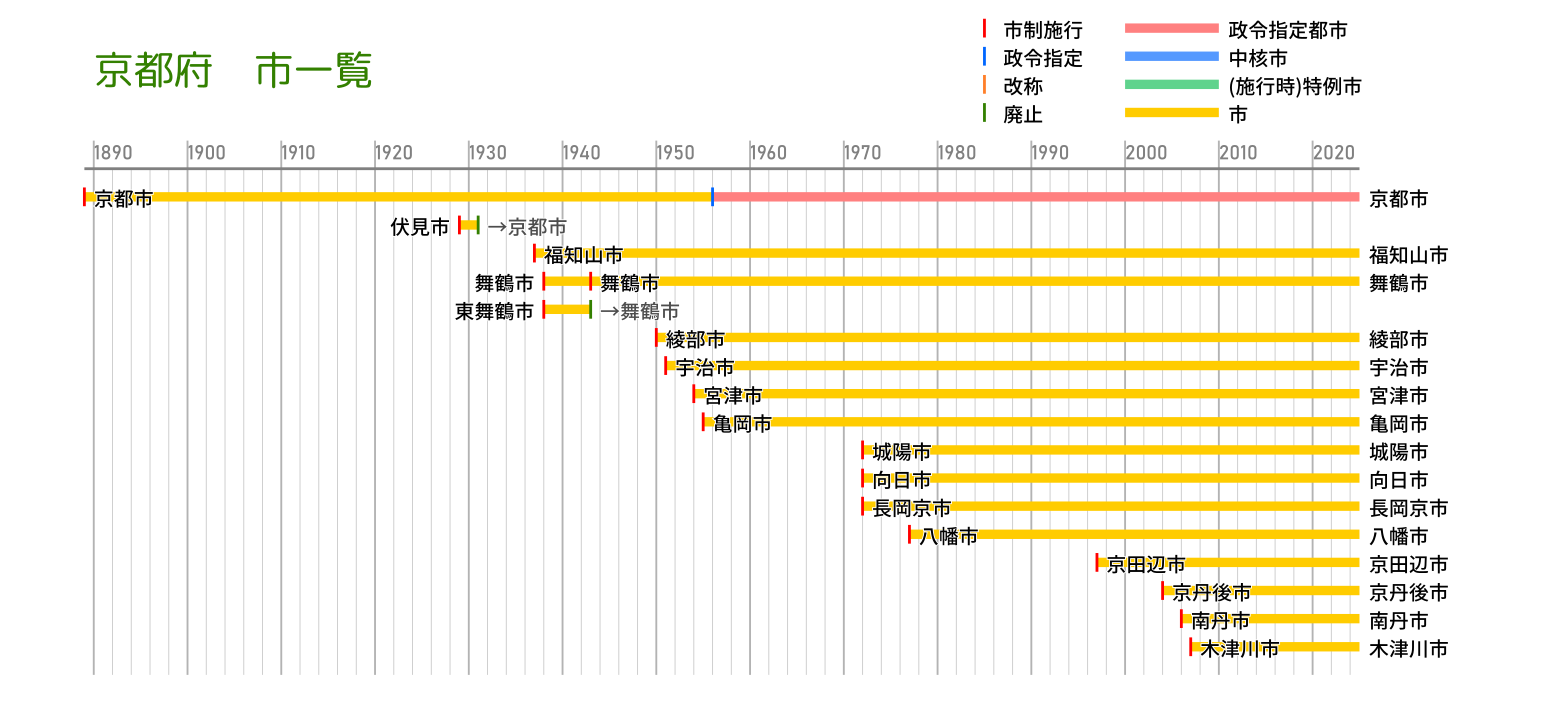 京都府　市一覧
市制施行
政令指定
改称
廃止
政令指定都市
中核市
(施行時)特例市
市
1890 1900 1910 1920 1930 1940 1950 1960 1970 1980 1990 2000 2010 2020
京都市 京都市
伏見市 →京都市
福知山市 福知山市
舞鶴市 舞鶴市 舞鶴市
東舞鶴市 →舞鶴市
綾部市 綾部市
宇治市 宇治市
宮津市 宮津市
亀岡市 亀岡市
城陽市 城陽市
向日市 向日市
長岡京市 長岡京市
八幡市 八幡市
京田辺市 京田辺市
京丹後市 京丹後市
南丹市 南丹市
木津川市 木津川市